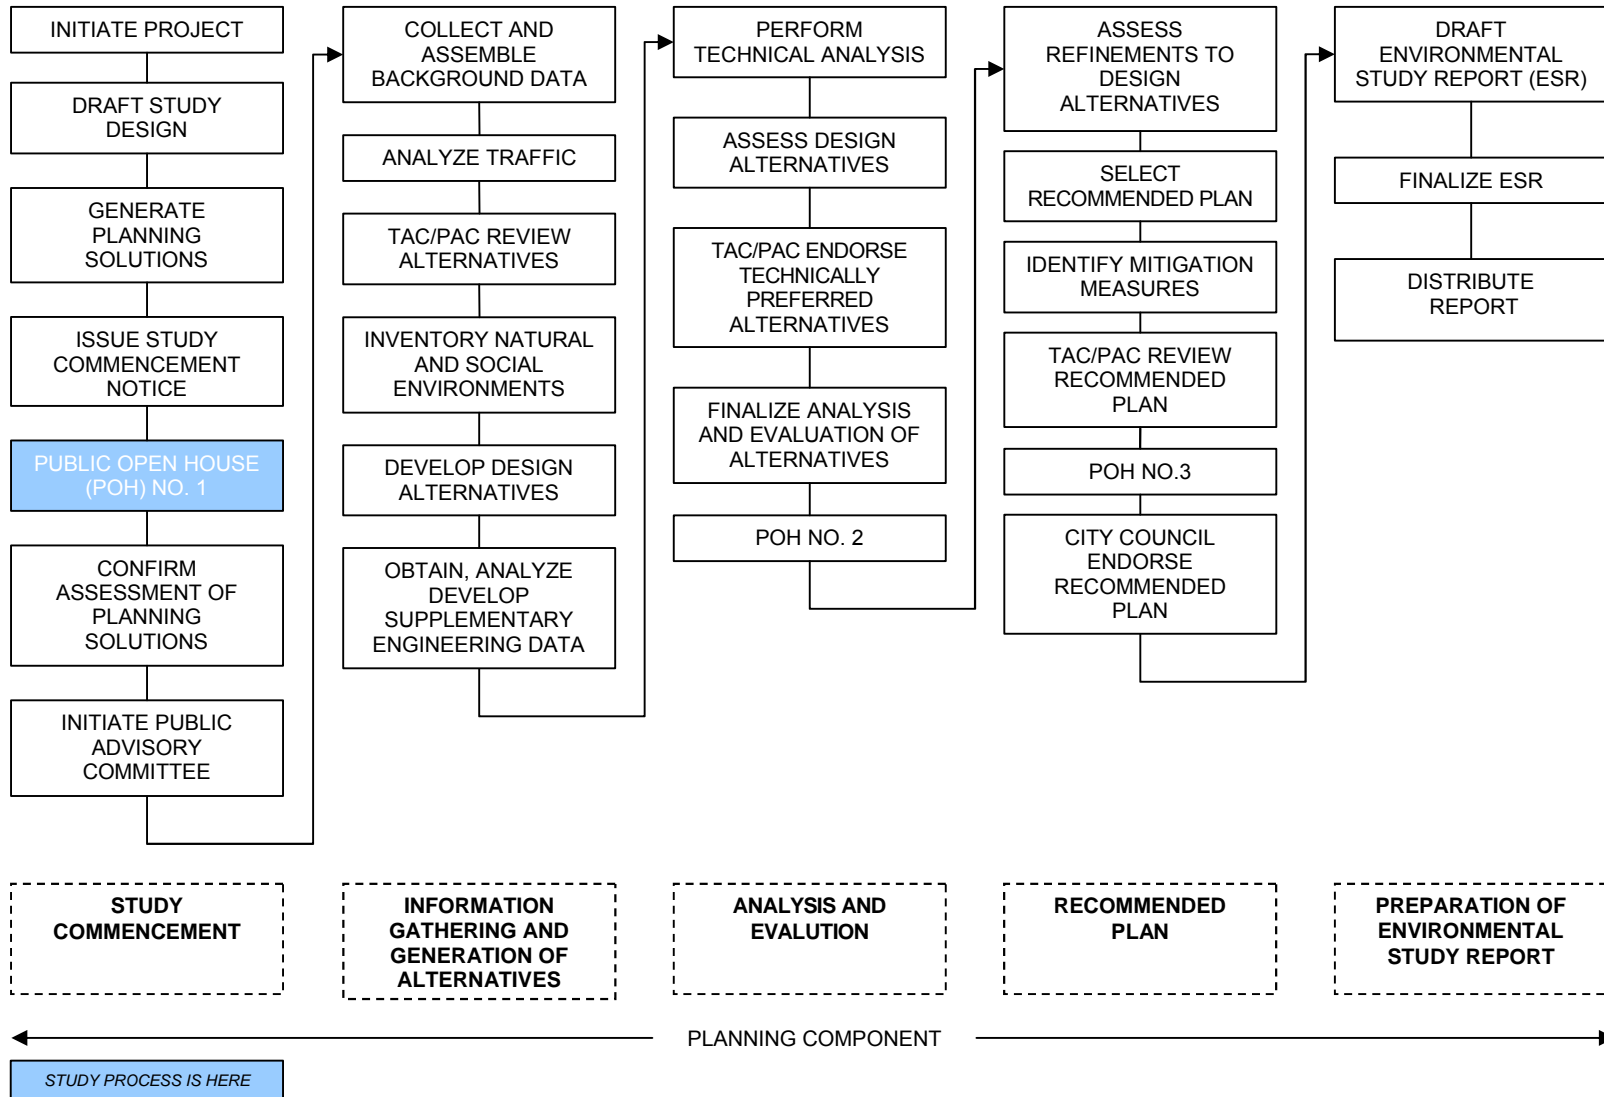 INITIATE PROJECT
DRAFT STUDY
DESIGN
GENERATE
PLANNING
SOLUTIONS
ISSUE STUDY
COMMENCEMENT
NOTICE
PUBLIC OPEN HOUSE
(POH) NO. 1
CONFIRM
ASSESSMENT OF
PLANNING
SOLUTIONS
INITIATE PUBLIC
ADVISORY
COMMITTEE
COLLECT AND
ASSEMBLE
BACKGROUND DATA
ANALYZE TRAFFIC
TAC/PAC REVIEW
ALTERNATIVES
INVENTORY NATURAL
AND SOCIAL
ENVIRONMENTS
DEVELOP DESIGN
ALTERNATIVES
OBTAIN, ANALYZE
DEVELOP
SUPPLEMENTARY
ENGINEERING DATA
PERFORM
TECHNICAL ANALYSIS
ASSESS DESIGN
ALTERNATIVES
TAC/PAC ENDORSE
TECHNICALLY
PREFERRED
ALTERNATIVES
FINALIZE ANALYSIS
AND EVALUATION OF
ALTERNATIVES
POH NO. 2
ASSESS
REFINEMENTS TO
DESIGN
ALTERNATIVES
SELECT
RECOMMENDED PLAN
IDENTIFY MITIGATION
MEASURES
TAC/PAC REVIEW
RECOMMENDED
PLAN
POH NO.3
CITY COUNCIL
ENDORSE
RECOMMENDED
PLAN
DRAFT
ENVIRONMENTAL
STUDY REPORT (ESR)
FINALIZE ESR
DISTRIBUTE
REPORT
STUDY
COMMENCEMENT
INFORMATION
GATHERING AND
GENERATION OF
ALTERNATIVES
ANALYSIS AND
EVALUTION
RECOMMENDED
PLAN
PREPARATION OF
ENVIRONMENTAL
STUDY REPORT
PLANNING COMPONENT
STUDY PROCESS IS HERE